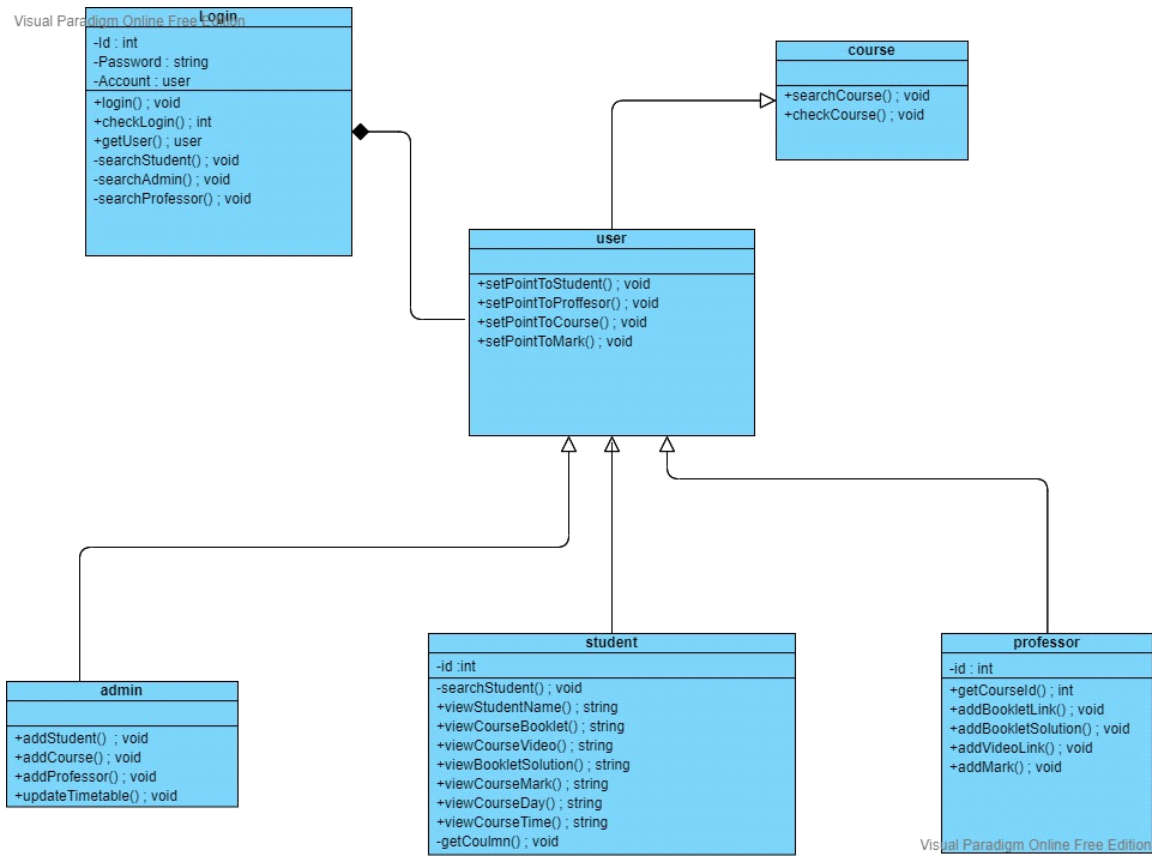 Visual Paradigm Online Free Edition
Login
-Id : int
-Password : string
-Account : user
+login() ; void
+checkLogin() ; int
+getUser() ; user
-searchStudent() ; void
-searchAdmin() ; void
-searchProfessor() ; void
course
+searchCourse() ; void
+checkCourse() ; void
user
+setPointToStudent() ; void
+setPointToProffesor() ; void
+setPointToCourse() ; void
+setPointToMark() ; void
admin
+addStudent() ; void
+addCourse() ; void
+addProfessor() ; void
+updateTimetable() ; void
student
-id :int
-searchStudent() ; void
+viewStudentName() ; string
+viewCourseBooklet() ; string
+viewCourseVideo() ; string
+viewBookletSolution() ; string
+viewCourseMark() ; string
+viewCourseDay() ; string
+viewCourseTime() ; string
-getCoulmn() ; void
professor
-id : int
+getCourseId() ; int
+addBookletLink() ; void
+addBookletSolution() ; void
+addVideoLink() ; void
+addMark() ; void
Visual Paradigm Online Free Edition